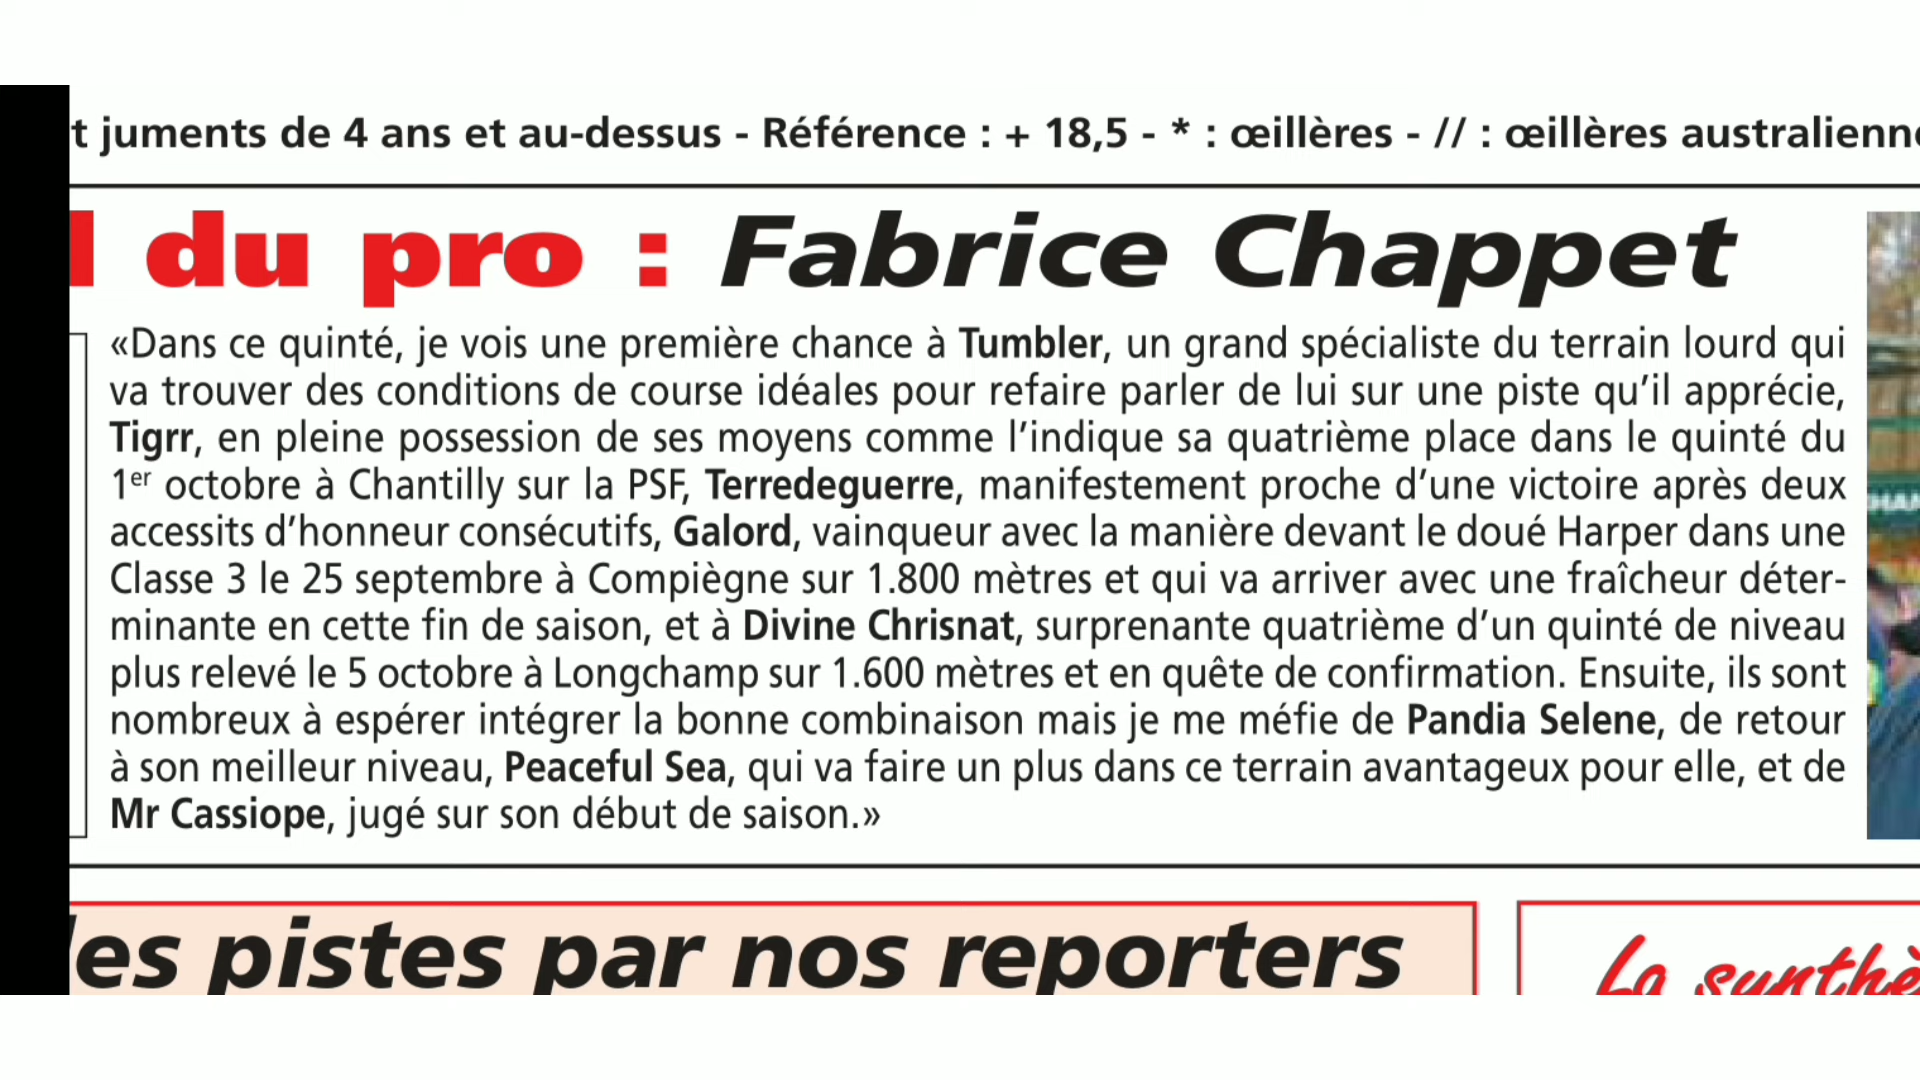 t juments de 4 ans et au-dessus - Référence : + 18,5 - * : œillères - // : œillères australienn
du pro : Fabrice Chappet
«Dans ce quinté, je vois une première chance à Tumbler, un grand spécialiste du terrain lourd qui
va trouver des conditions de course idéales pour refaire parler de lui sur une piste qu’il apprécie,
Tigrr, en pleine possession de ses moyens comme l’indique sa quatrième place dans le quinté du
1er octobre à Chantilly sur la PSF, Terredeguerre, manifestement proche d’une victoire après deux
accessits d’honneur consécutifs, Galord, vainqueur avec la manière devant le doué Harper dans une
Classe 3 le 25 septembre à Compiègne sur 1.800 mètres et qui va arriver avec une fraîcheur déter-
minante en cette fin de saison, et à Divine Chrisnat, surprenante quatrième d’un quinté de niveau
plus relevé le 5 octobre à Longchamp sur 1.600 mètres et en quête de confirmation. Ensuite, ils sont
nombreux à espérer intégrer la bonne combinaison mais je me méfie de Pandia Selene, de retour
à son meilleur niveau, Peaceful Sea, qui va faire un plus dans ce terrain avantageux pour elle, et de
Mr Cassiope, jugé sur son début de saison.»
es pistes par nos reporters
La synthè